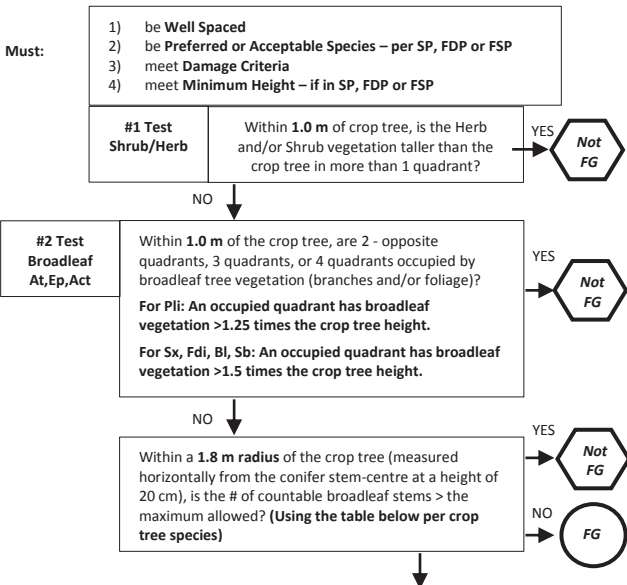 Must:
1) be Well Spaced
2) be Preferred or Acceptable Species – per SP, FDP or FSP
3) meet Damage Criteria
4) meet Minimum Height – if in SP, FDP or FSP
#1 Test
Shrub/Herb
Within 1.0 m of crop tree, is the Herb
and/or Shrub vegetation taller than the
crop tree in more than 1 quadrant?
YES
Not
FG
NO
#2 Test
Broadleaf
At,Ep,Act
Within 1.0 m of the crop tree, are 2 - opposite
quadrants, 3 quadrants, or 4 quadrants occupied by
broadleaf tree vegetation (branches and/or foliage)?
For Pli: An occupied quadrant has broadleaf
vegetation >1.25 times the crop tree height.
For Sx, Fdi, Bl, Sb: An occupied quadrant has broadleaf
vegetation >1.5 times the crop tree height.
YES
Not
FG
NO
Within a 1.8 m radius of the crop tree (measured
horizontally from the conifer stem-centre at a height of
20 cm), is the # of countable broadleaf stems > the
maximum allowed? (Using the table below per crop
tree species)
YES
Not
FG
NO
FG